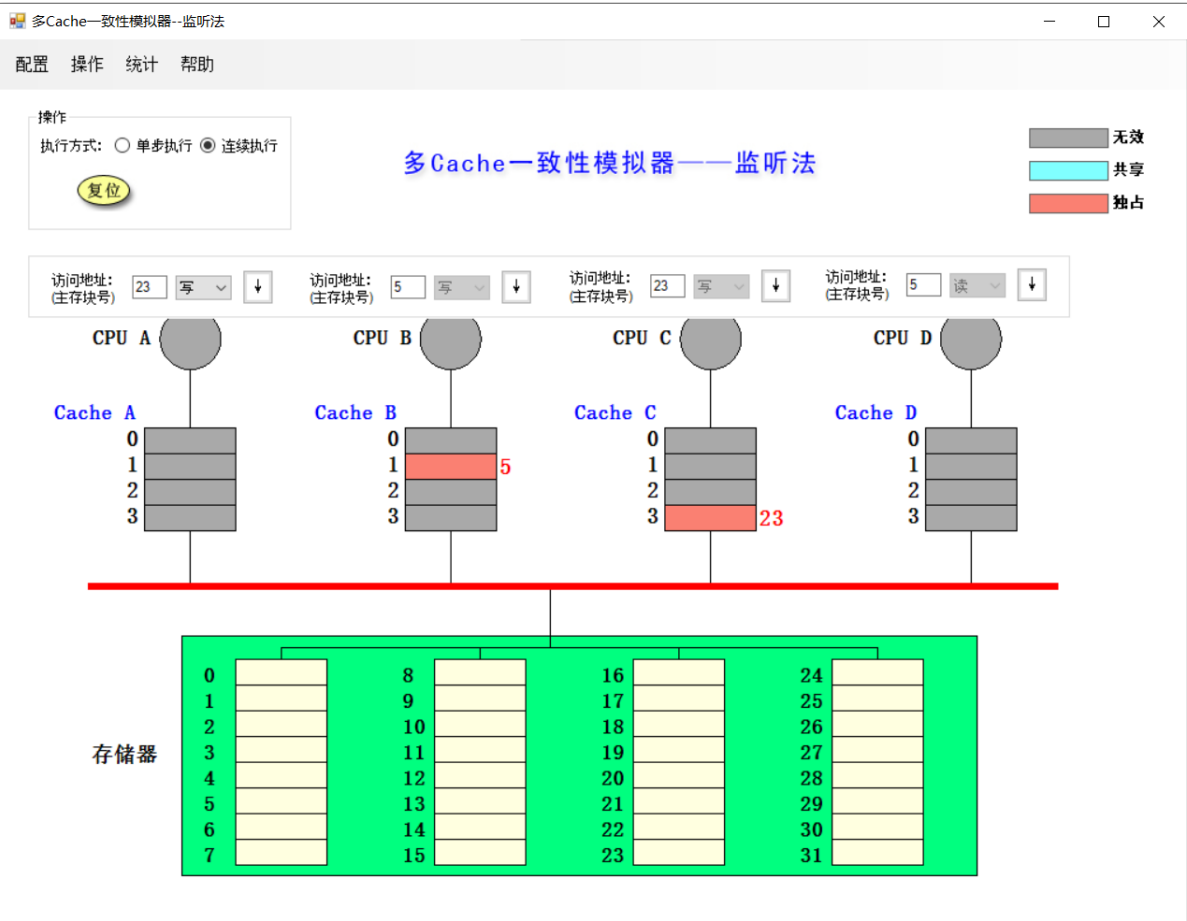 多Cache一致性模拟器--监听法
配置 操作 统计 帮助
操作
执行方式: 单步执行 连续执行
复位
多Cache一致性模拟器——监听法
无效
共享
独占
访问地址:
(主存块号)
23 写 ↓
访问地址:
(主存块号)
5 写 ↓
访问地址:
(主存块号)
23 写 ↓
访问地址:
(主存块号)
5 读 ↓
CPU A CPU B CPU C CPU D
Cache A Cache B Cache C Cache D
0 0 0 0
1 1 5 1 1
2 2 2 2
3 3 3 23 3
存储器
0 8 16 24
1 9 17 25
2 10 18 26
3 11 19 27
4 12 20 28
5 13 21 29
6 14 22 30
7 15 23 31